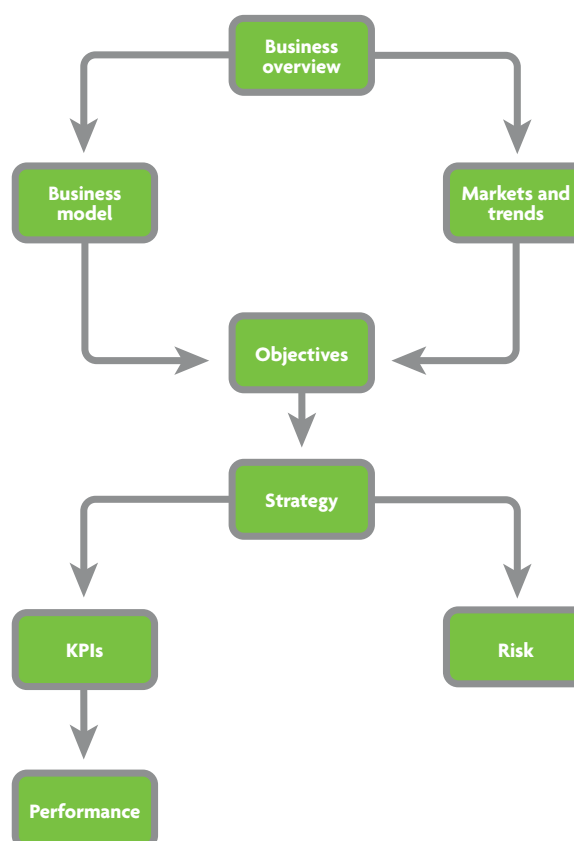 Business
overview
Business
model
Markets and
trends
Objectives
Strategy
KPIs
Risk
Performance